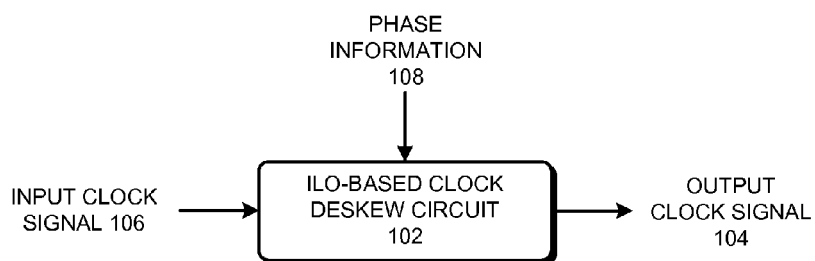 PHASE
INFORMATION
108
INPUT CLOCK
SIGNAL 106
ILO-BASED CLOCK
DESKEW CIRCUIT
102
OUTPUT
CLOCK SIGNAL
104